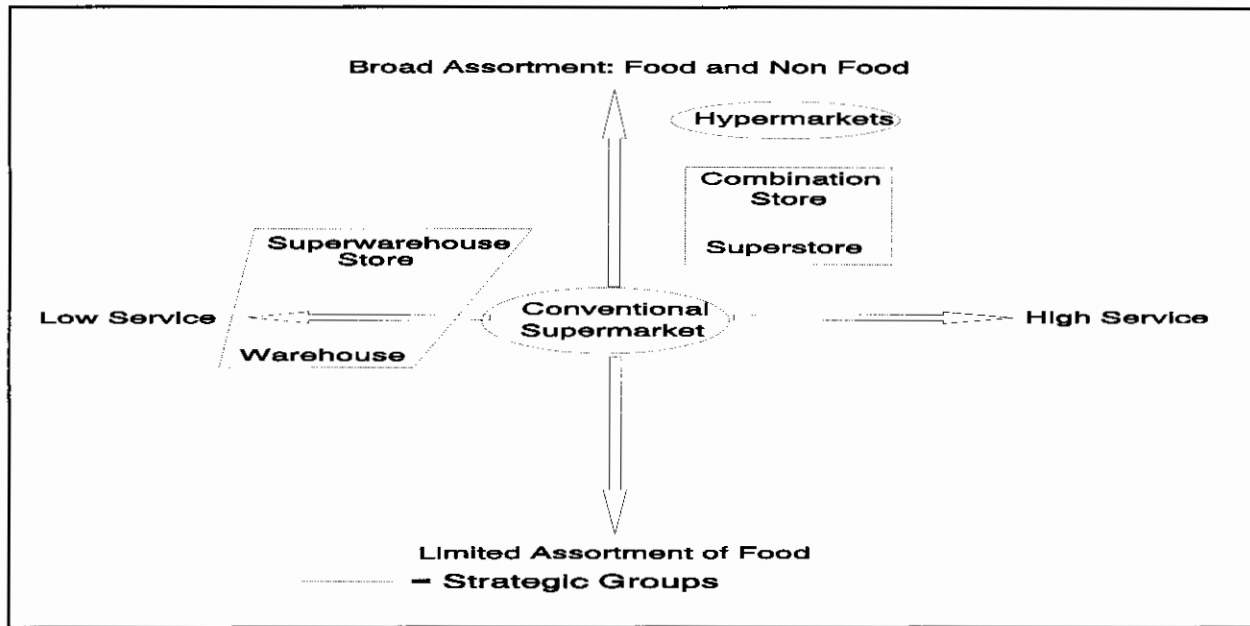 Broad Assortment: Food and Non Food
Hypermarkets
Combination
Store
Superstore
Superwarehouse
Store
Low Service
Conventional
Supermarket
High Service
Warehouse
Limited Assortment of Food
– Strategic Groups